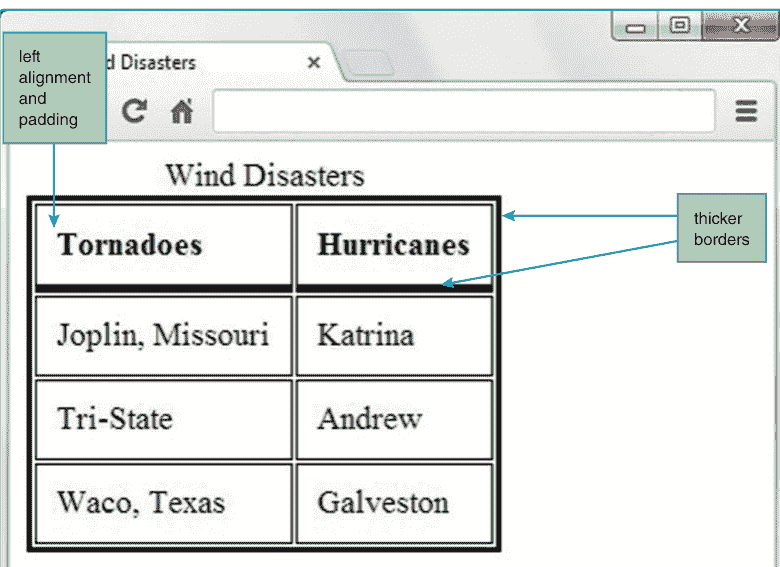 left
alignment
and
padding
d Disasters
Wind Disasters
thicker
borders
Tornadoes Hurricanes
Joplin, Missouri Katrina
Tri-State Andrew
Waco, Texas Galveston